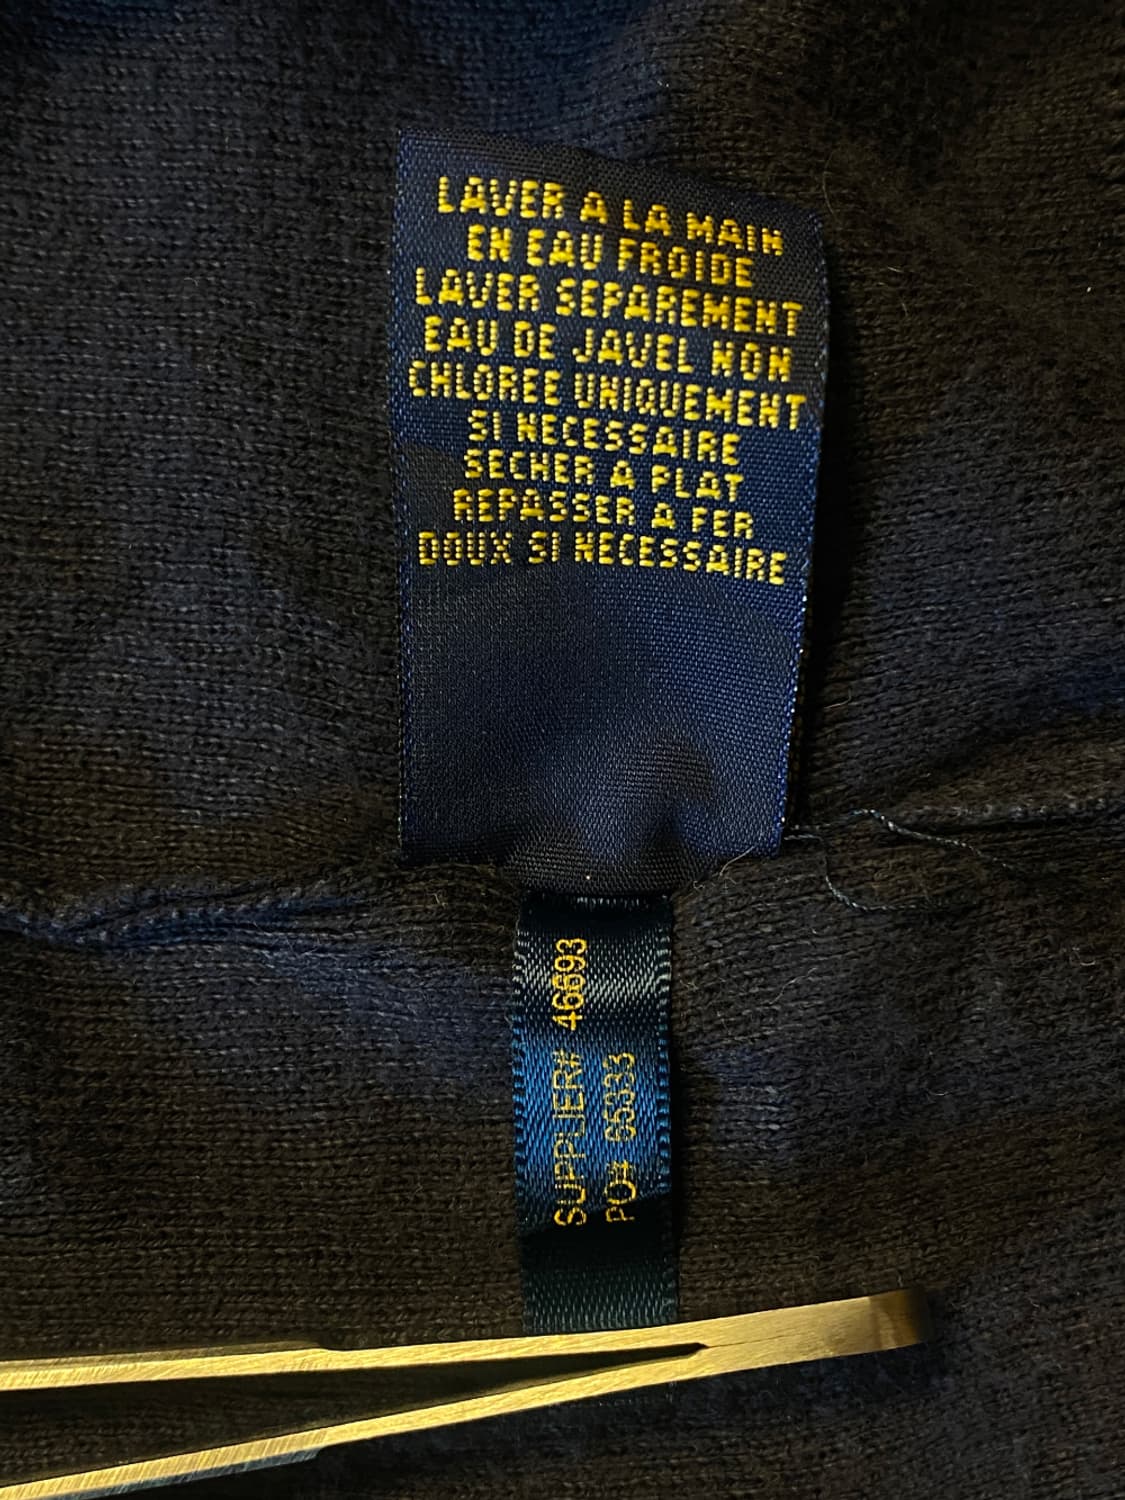 LAVER A LA MAIN
EN EAU FROIDE
LAVER SEPAREMENT
EAU DE JAVEL NON
CHLOREE UNIQUEMENT
SI NECESSAIRE
SECHER A PLAT
REPASSER A FER
DOUX SI NECESSAIRE
SUPPLIER# 46693
PO# 65333